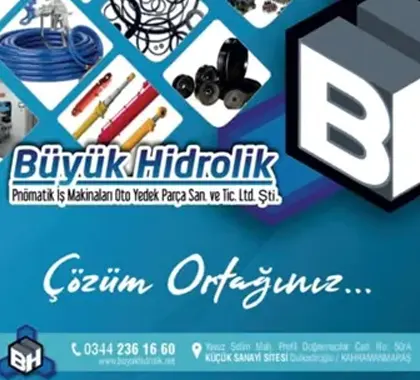 BH
Büyük Hidrolik
Pnömatik İş Makinaları Oto Yedek Parça San. ve Tic. Ltd. Şti.
Çözüm Ortağınız...
BH
0344 236 16 60
www.buyukhidrolik.net
Yavuz Selim Mah. Profil Doğramacılar Cad. No: 50/A
KÜÇÜK SANAYİ SİTESİ Dulkadiroğlu / KAHRAMANMARAŞ